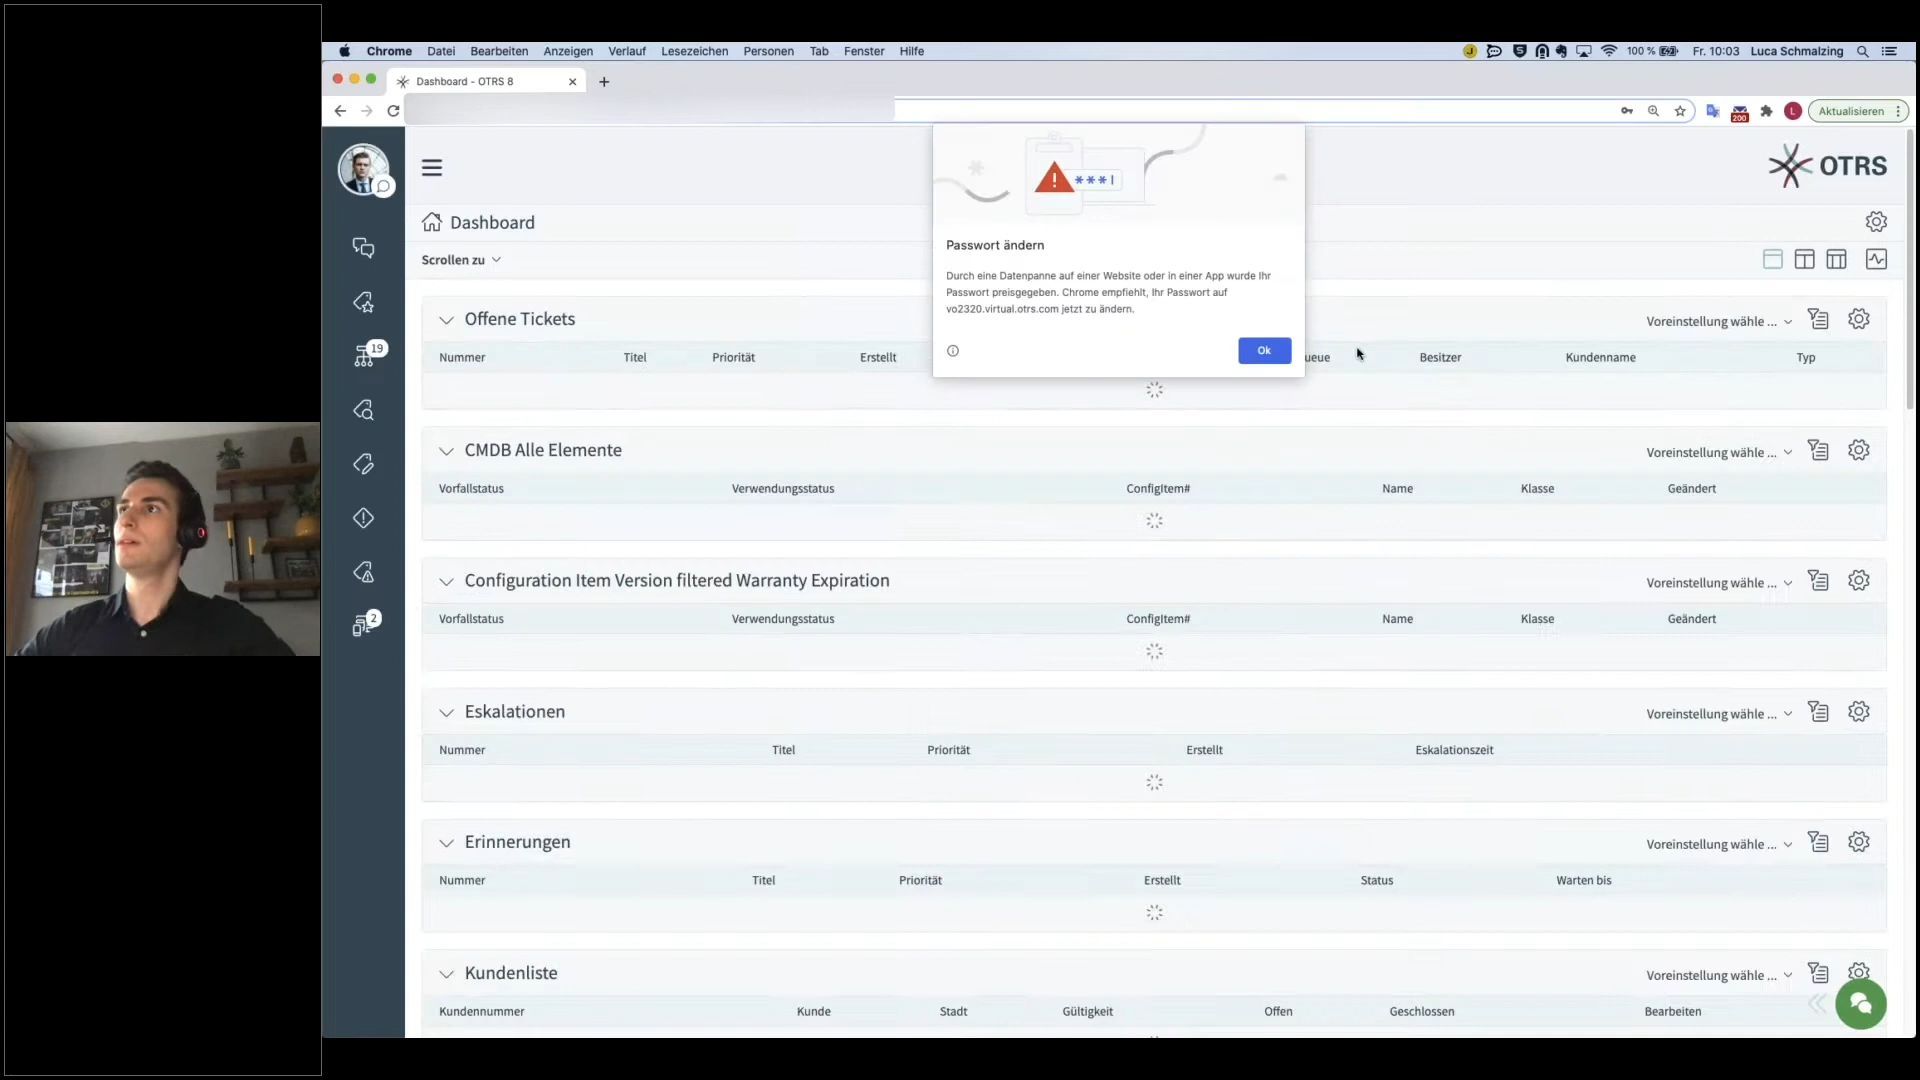 Chrome Datei Bearbeiten Anzeigen Verlauf Lesezeichen Personen Tab Fenster Hilfe 100 % Fr. 10:03 Luca Schmalzing
Dashboard - OTRS 8
200 L Aktualisieren
OTRS
Dashboard
Scrollen zu
***
Passwort ändern
Durch eine Datenpanne auf einer Website oder in einer App wurde Ihr
Passwort preisgegeben. Chrome empfiehlt, Ihr Passwort auf
vo2320.virtual.otrs.com jetzt zu ändern.
Ok
Offene Tickets Voreinstellung wähle ...
Nummer Titel Priorität Erstellt ueue Besitzer Kundenname Typ
19
CMDB Alle Elemente Voreinstellung wähle ...
Vorfallstatus Verwendungsstatus ConfigItem# Name Klasse Geändert
Configuration Item Version filtered Warranty Expiration Voreinstellung wähle ...
Vorfallstatus Verwendungsstatus ConfigItem# Name Klasse Geändert
2
Eskalationen Voreinstellung wähle ...
Nummer Titel Priorität Erstellt Eskalationszeit
Erinnerungen Voreinstellung wähle ...
Nummer Titel Priorität Erstellt Status Warten bis
Kundenliste Voreinstellung wähle ...
Kundennummer Kunde Stadt Gültigkeit Offen Geschlossen Bearbeiten